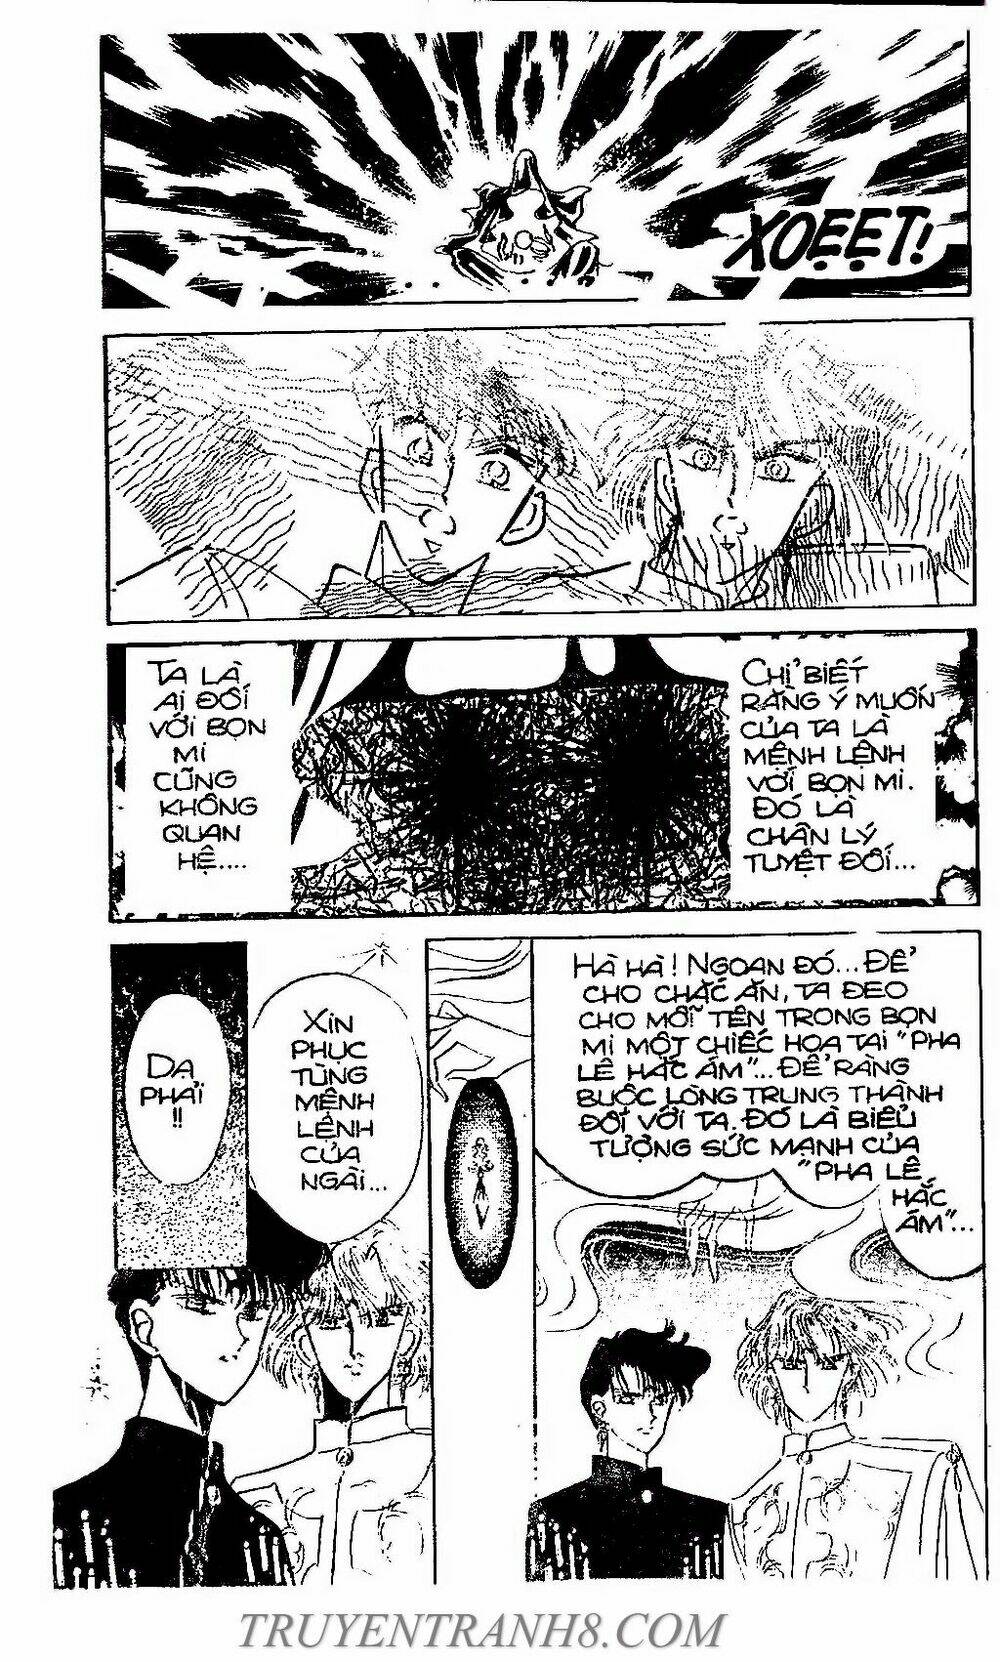 XOẸẸT!
CHỈ BIẾT
RẰNG Ý MUỐN
CỦA TA LÀ
MỆNH LỆNH
VỚI BỌN MI.
ĐÓ LÀ
CHÂN LÝ
TUYỆT ĐỐI...
TA LÀ
AI ĐỐI
VỚI BỌN
MI
CŨNG
KHÔNG
QUAN
HỆ....
HÀ HÀ! NGOAN ĐÓ... ĐỂ
CHO CHẮC ĂN, TA ĐEO
CHO MỖI TÊN TRONG BỌN
MI MỘT CHIẾC HOA TAI "PHA
LÊ HẮC ÁM"... ĐỂ RÀNG
BUỘC LÒNG TRUNG THÀNH
ĐỐI VỚI TA. ĐÓ LÀ BIỂU
TƯỢNG SỨC MẠNH CỦA
"PHA LÊ
HẮC
ÁM"...
XIN
PHỤC
TÙNG
MỆNH
LỆNH
CỦA
NGÀI...
DẠ
PHẢI
!!
TRUYENTRANH8.COM